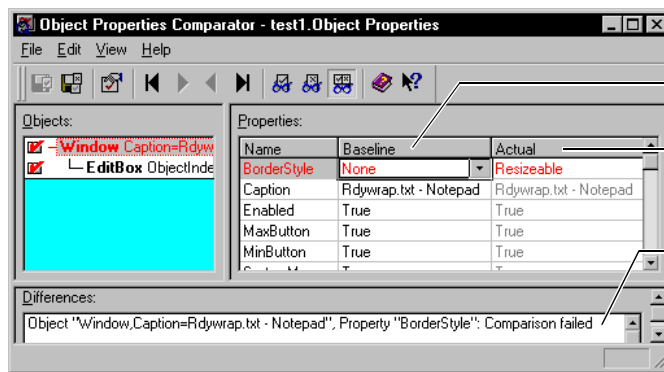 Object Properties Comparator - test1.Object Properties
File Edit View Help
Objects:
Window Caption=Rdyw
EditBox ObjectInde
Properties:
Name Baseline Actual
BorderStyle None Resizeable
Caption Rdywrap.txt - Notepad Rdywrap.txt - Notepad
Enabled True True
MaxButton True True
MinButton True True
Differences:
Object "Window,Caption=Rdywrap.txt - Notepad", Property "BorderStyle": Comparison failed